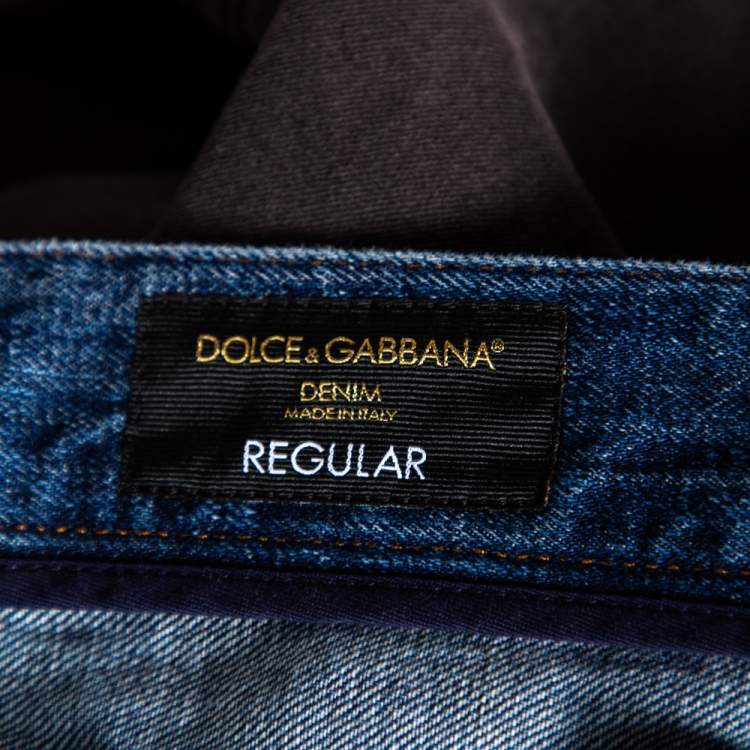 DOLCE & GABBANA®
DENIM
MADE IN ITALY
REGULAR